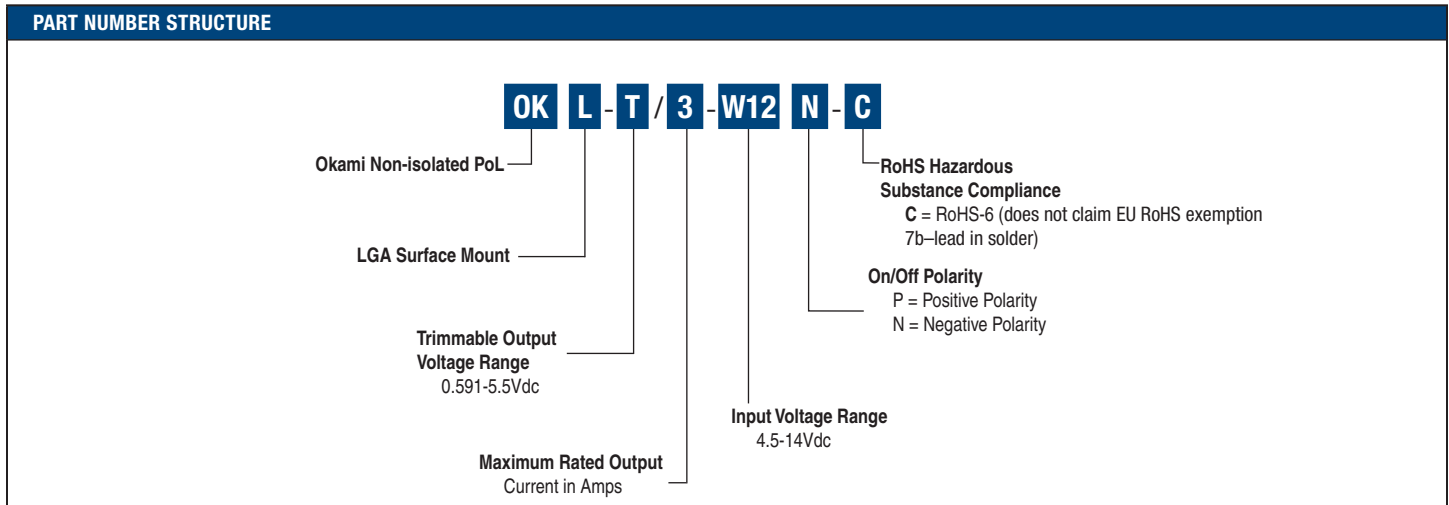 PART NUMBER STRUCTURE
OK L - T / 3 - W12 N - C
Okami Non-isolated PoL
RoHS Hazardous
Substance Compliance
C = RoHS-6 (does not claim EU RoHS exemption
7b–lead in solder)
LGA Surface Mount
On/Off Polarity
P = Positive Polarity
N = Negative Polarity
Trimmable Output
Voltage Range
0.591-5.5Vdc
Input Voltage Range
4.5-14Vdc
Maximum Rated Output
Current in Amps